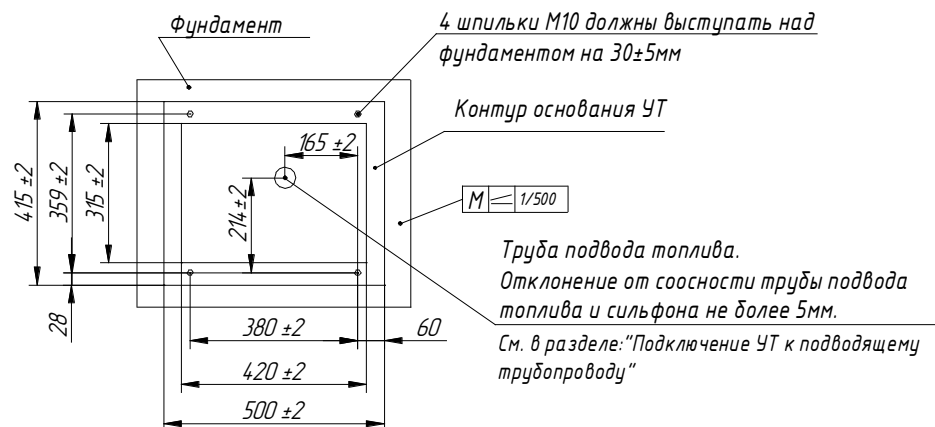 Фундамент
4 шпильки М10 должны выступать над
фундаментом на 30±5мм
Контур основания УТ
165 ±2
415 ±2
359 ±2
315 ±2
214±2
М 1/500
Труба подвода топлива.
Отклонение от соосности трубы подвода
топлива и сильфона не более 5мм.
28
380 ±2
60
См. в разделе:"Подключение УТ к подводящему
трубопроводу"
420 ±2
500 ±2